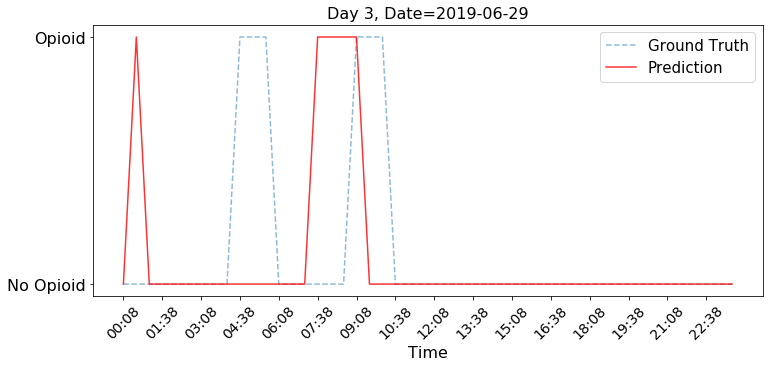 Day 3, Date=2019-06-29
Opioid
No Opioid
Ground Truth
Prediction
00:08 01:38 03:08 04:38 06:08 07:38 09:08 10:38 12:08 13:38 15:08 16:38 18:08 19:38 21:08 22:38
Time